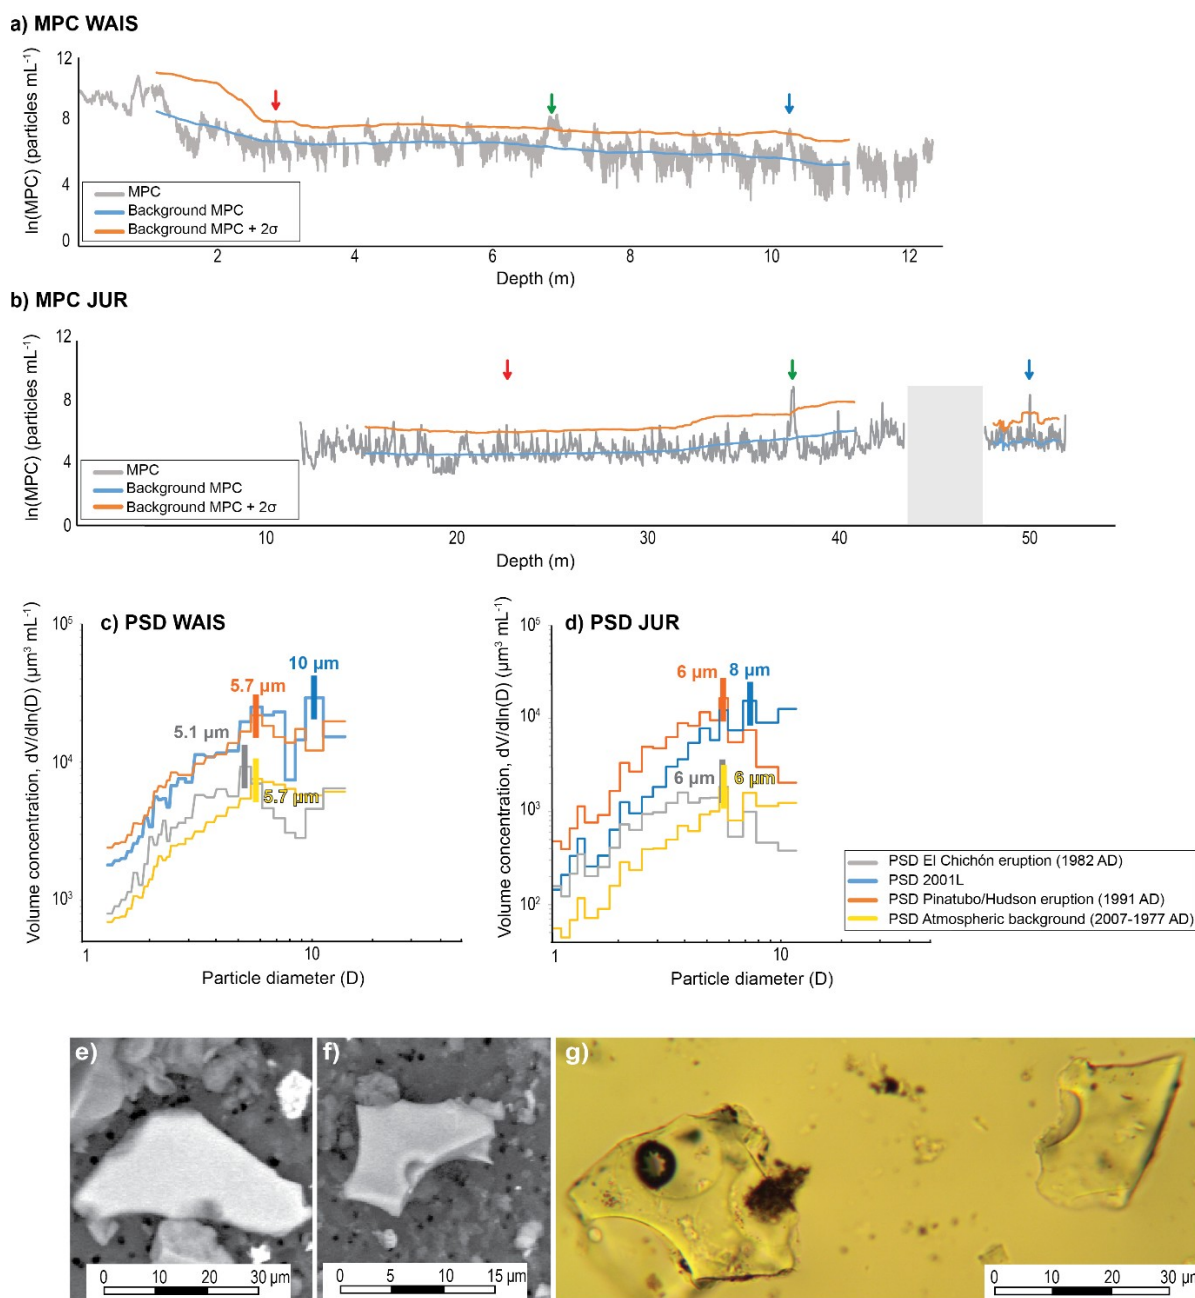 a) MPC WAIS
ln(MPC) (particles mL⁻¹)
12
8
4
0
MPC
Background MPC
Background MPC + 2σ
2 4 6 8 10 12
Depth (m)
b) MPC JUR
ln(MPC) (particles mL⁻¹)
12
8
4
0
MPC
Background MPC
Background MPC + 2σ
10 20 30 40 50
Depth (m)
c) PSD WAIS
Volume concentration, dV/dln(D) (µm³ mL⁻¹)
10⁵
10⁴
10³
10 µm
5.7 µm
5.1 µm
5.7 µm
1 10
Particle diameter (D)
d) PSD JUR
Volume concentration, dV/dln(D) (µm³ mL⁻¹)
10⁵
10⁴
10³
10²
6 µm 8 µm
6 µm 6 µm
1 10
Particle diameter (D)
PSD El Chichón eruption (1982 AD)
PSD 2001L
PSD Pinatubo/Hudson eruption (1991 AD)
PSD Atmospheric background (2007-1977 AD)
e)
0 10 20 30 µm
f)
0 5 10 15 µm
g)
0 10 20 30 µm